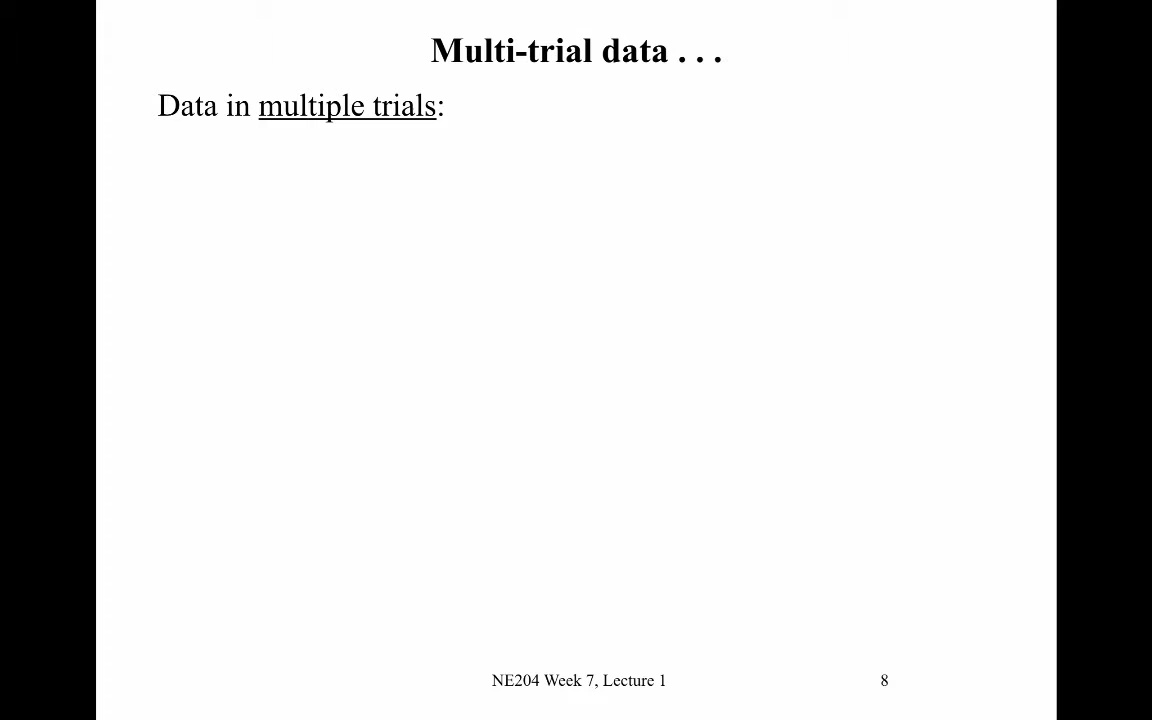 Multi-trial data . . .
Data in multiple trials:
NE204 Week 7, Lecture 1
8